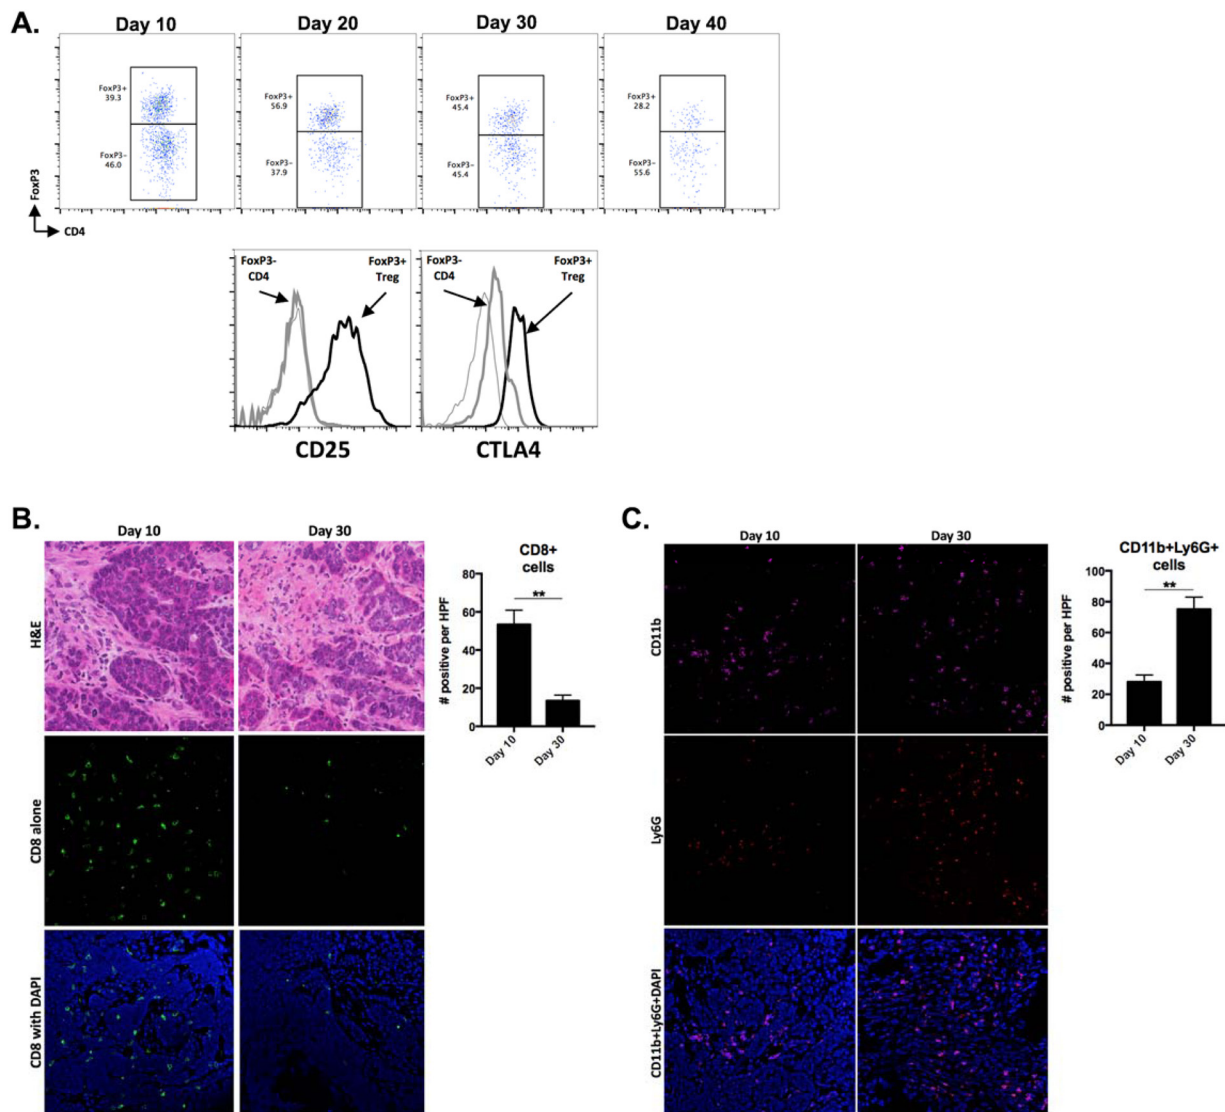 A.
Day 10
Day 20
Day 30
Day 40
FoxP3+
39.3
FoxP3-
46.0
FoxP3+
56.9
FoxP3-
37.9
FoxP3+
45.4
FoxP3-
45.4
FoxP3+
28.2
FoxP3-
55.6
FoxP3
CD4
FoxP3-
CD4
FoxP3+
Treg
CD25
FoxP3-
CD4
FoxP3+
Treg
CTLA4
B.
Day 10
Day 30
H&E
CD8 alone
CD8 with DAPI
CD8+
cells
# positive per HPF
80
60
40
20
0
**
Day 10
Day 30
C.
Day 10
Day 30
CD11b
Ly6G
CD11b+Ly6G+DAPI
CD11b+Ly6G+
cells
# positive per HPF
100
80
60
40
20
0
**
Day 10
Day 30